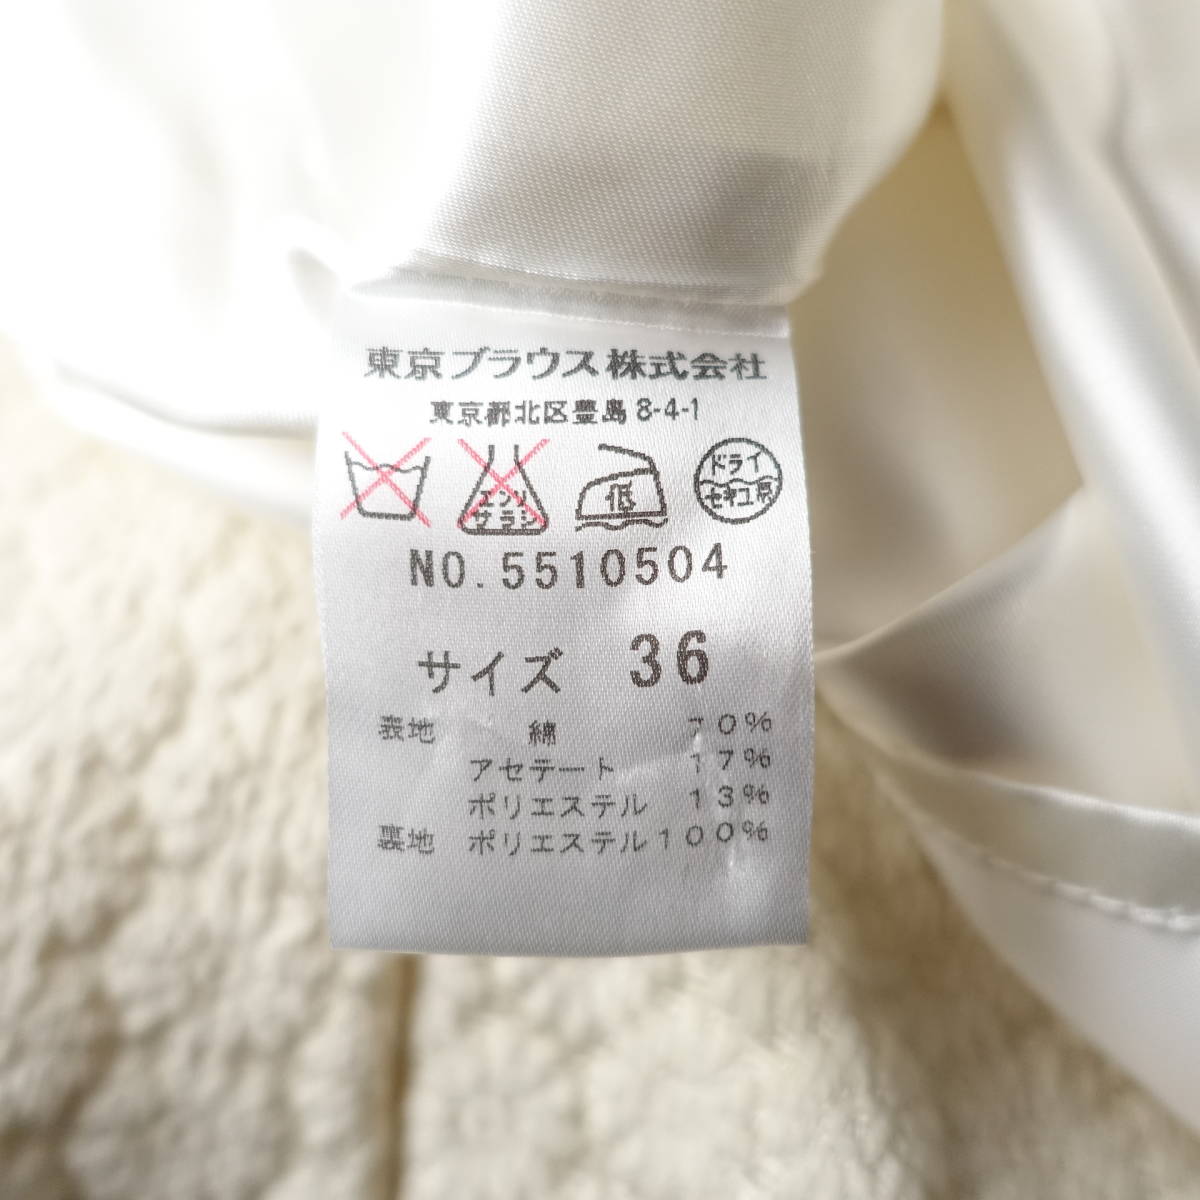 東京ブラウス株式会社
東京都北区豊島8-4-1
エンソ
サラシ
低
ドライ
セキユ系
NO.5510504
サイズ 36
表地 綿 70%
アセテート 17%
ポリエステル 13%
裏地 ポリエステル100%